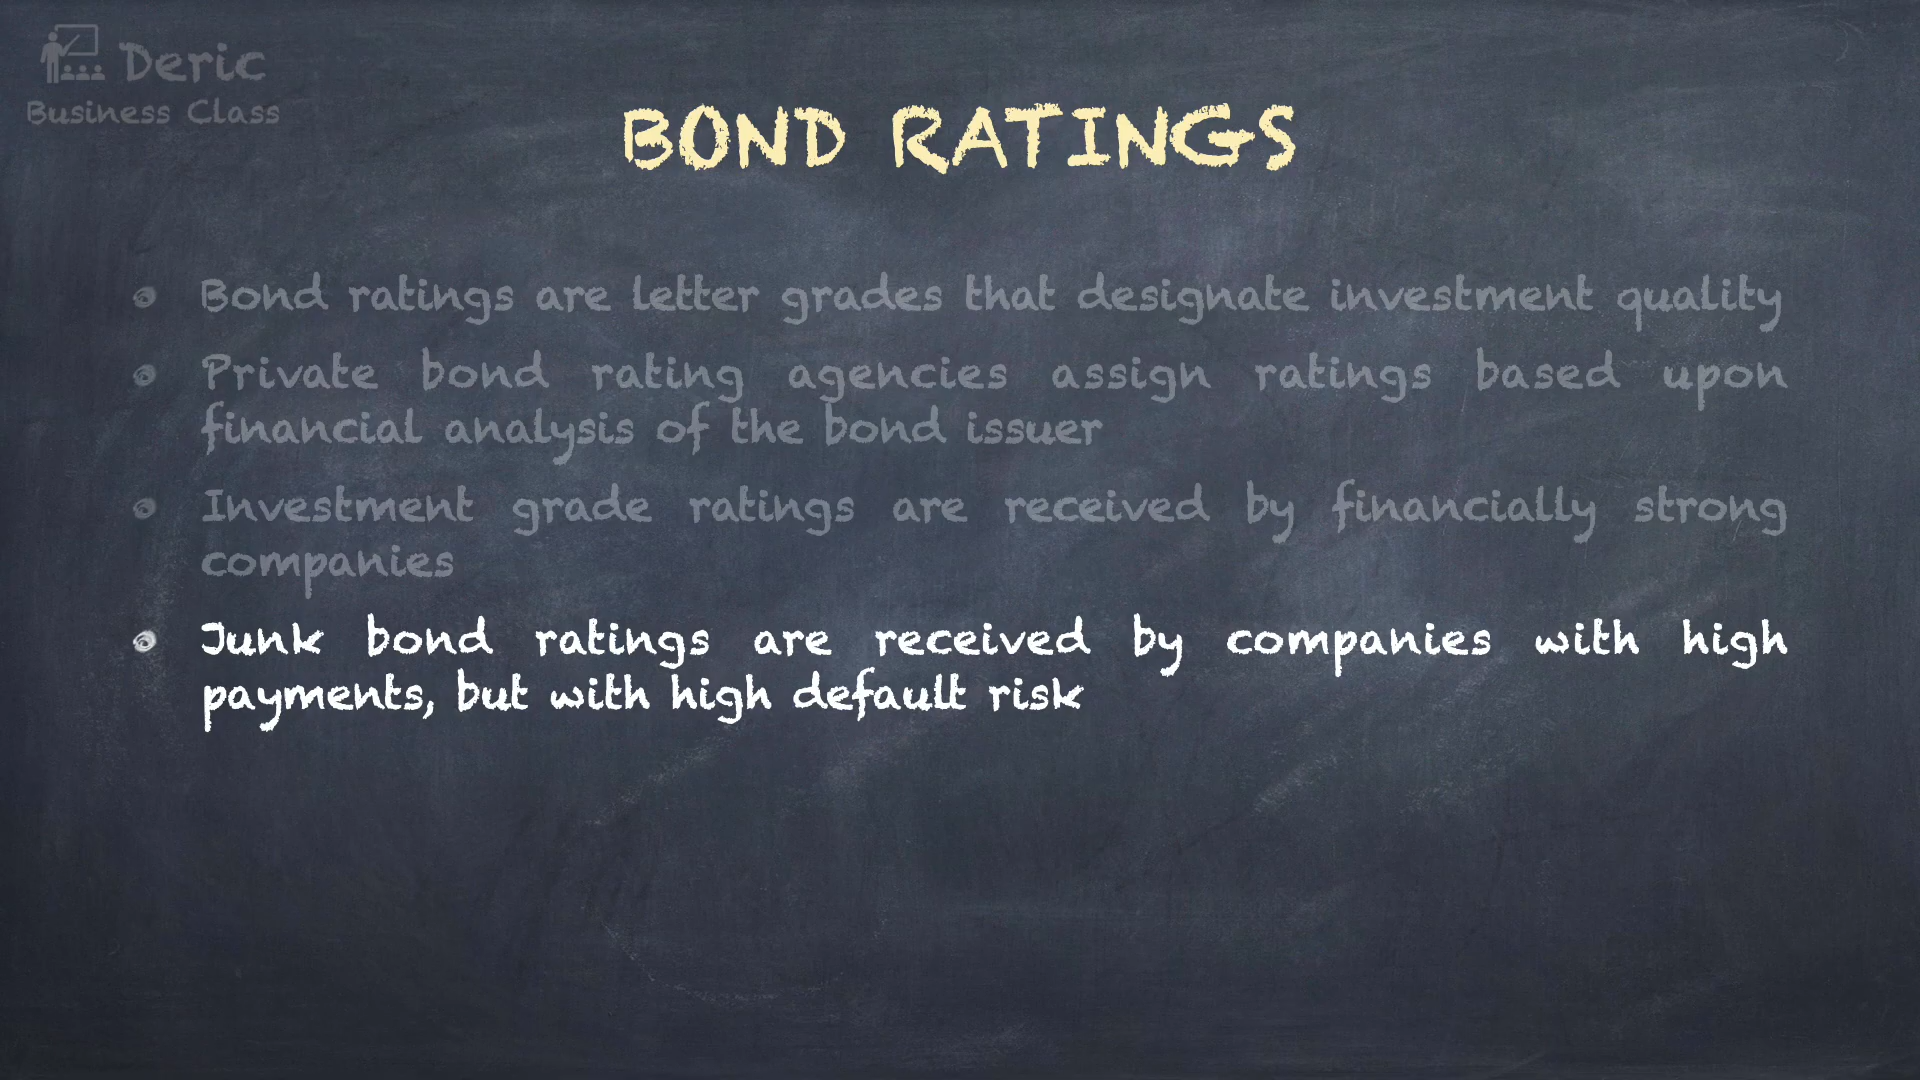 Deric
Business Class
BOND RATINGS
Bond ratings are letter grades that designate investment quality
Private bond rating agencies assign ratings based upon
financial analysis of the bond issuer
Investment grade ratings are received by financially strong
companies
Junk bond ratings are received by companies with high
payments, but with high default risk